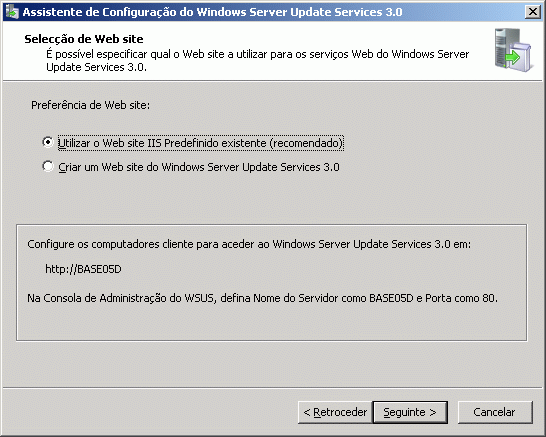 Assistente de Configuração do Windows Server Update Services 3.0
Selecção de Web site
É possível especificar qual o Web site a utilizar para os serviços Web do Windows Server
Update Services 3.0.
Preferência de Web site:
Utilizar o Web site IIS Predefinido existente (recomendado)
Criar um Web site do Windows Server Update Services 3.0
Configure os computadores cliente para aceder ao Windows Server Update Services 3.0 em:
http://BASE05D
Na Consola de Administração do WSUS, defina Nome do Servidor como BASE05D e Porta como 80.
< Retroceder
Seguinte >
Cancelar